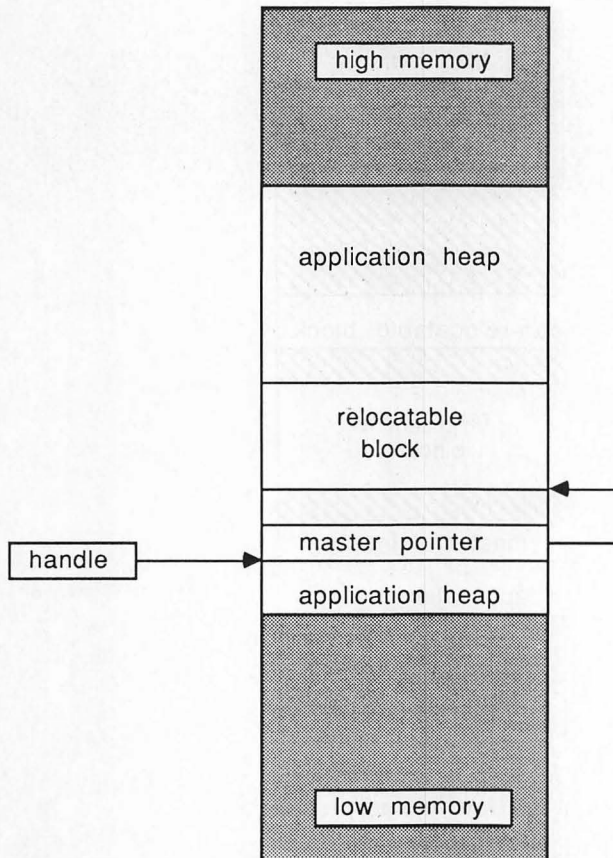 high memory
application heap
relocatable
block
master pointer
handle
application heap
low memory